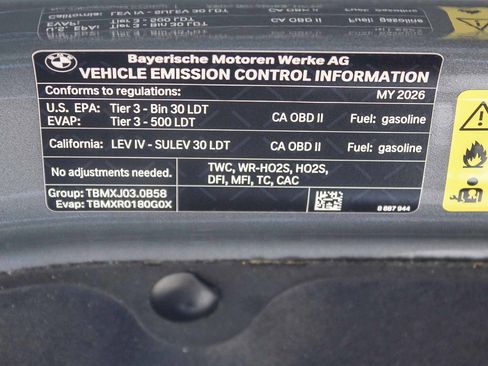 BMW
Bayerische Motoren Werke AG
VEHICLE EMISSION CONTROL INFORMATION
Conforms to regulations: MY 2026
U.S. EPA: Tier 3 - Bin 30 LDT
EVAP: Tier 3 - 500 LDT CA OBD II Fuel: gasoline
California: LEV IV - SULEV 30 LDT CA OBD II Fuel: gasoline
No adjustments needed. TWC, WR-HO2S, HO2S,
DFI, MFI, TC, CAC
Group: TBMXJ03.0B58
Evap: TBMXR0180G0X 8 887 944